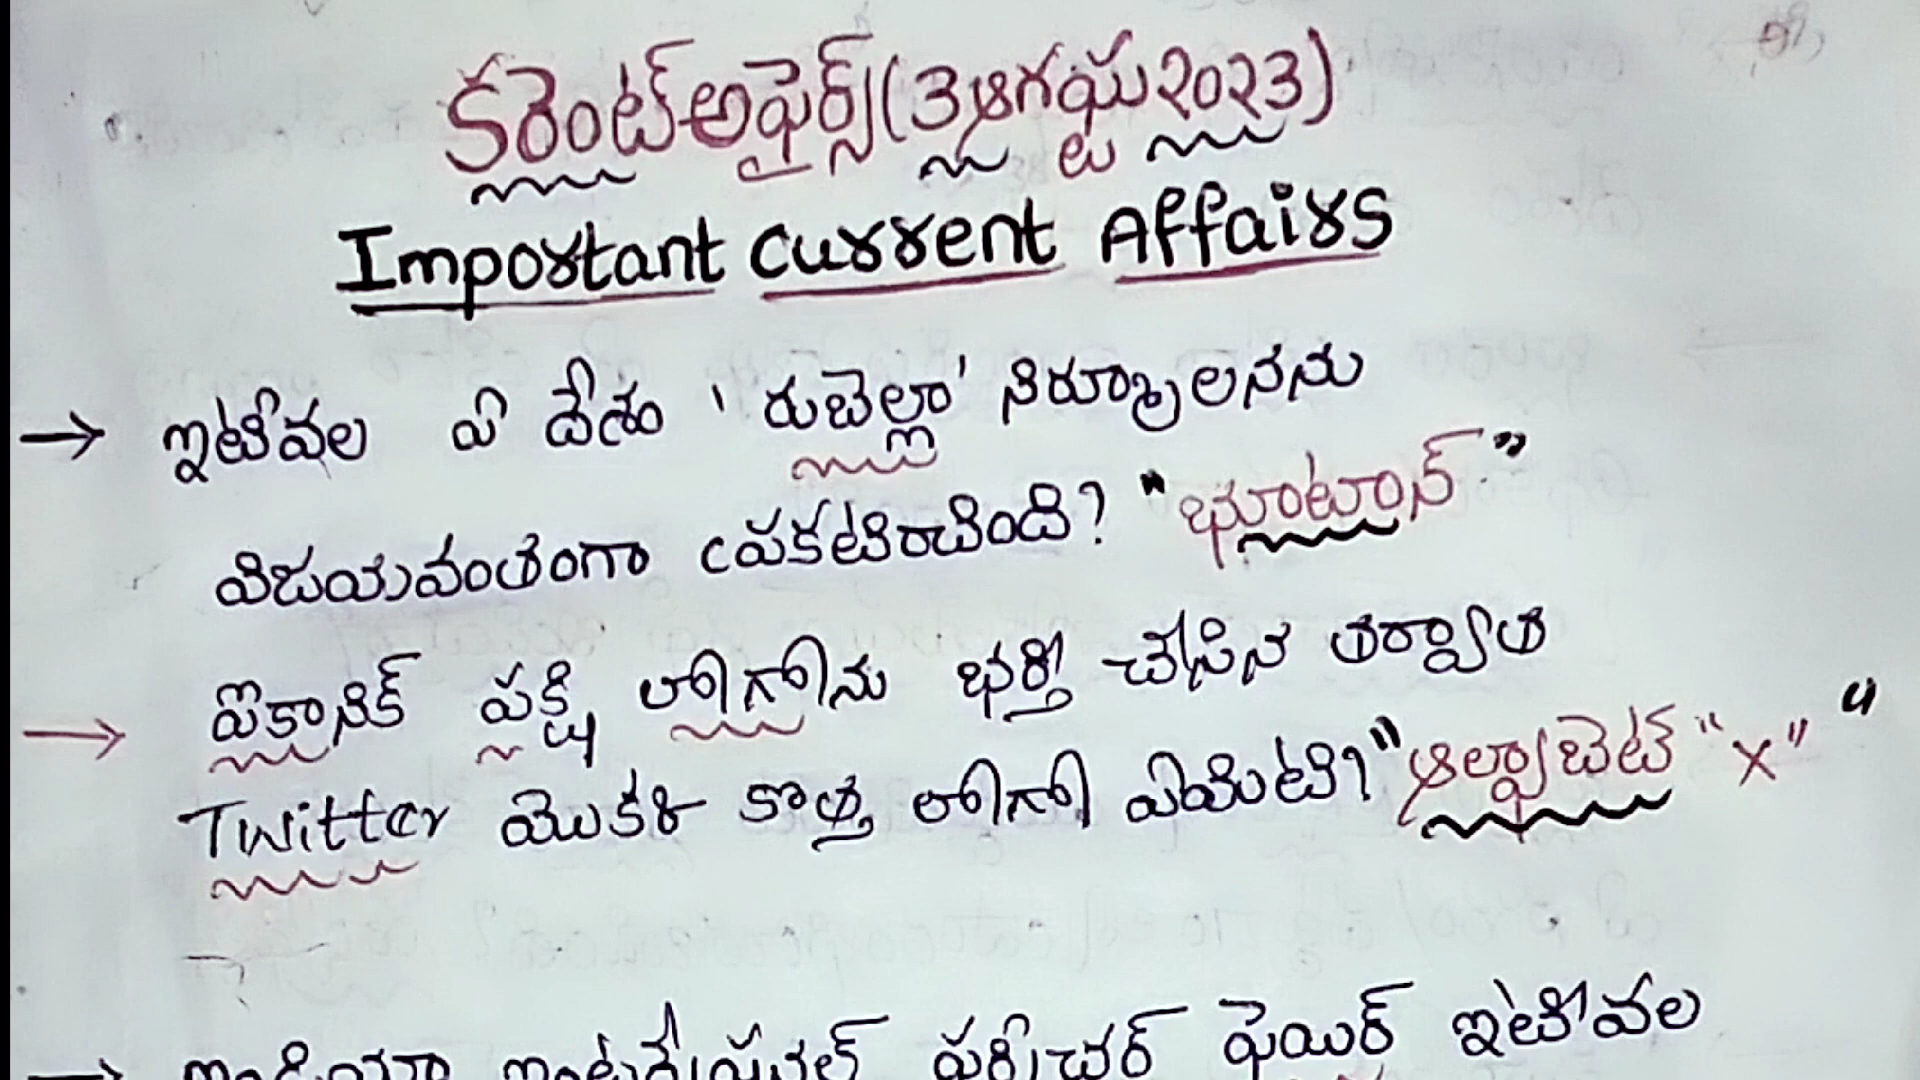 కరెంట్ అఫైర్స్ (3 ఆగష్టు 2023)
Important Current Affairs
→ ఇటీవల ఏ దేశం 'రుబెల్లా' నిర్మూలనను
విజయవంతంగా ప్రకటించింది? "భూటాన్"
→ ఐకానిక్ పక్షి లోగోను భర్తీ చేసిన తర్వాత
Twitter యొక్క కొత్త లోగో ఏమిటి? "ఆల్ఫాబెట్ "X" "
→ ఇండియా ఇంటర్నేషనల్ ఫర్నీచర్ ఫెయిర్ ఇటీవల